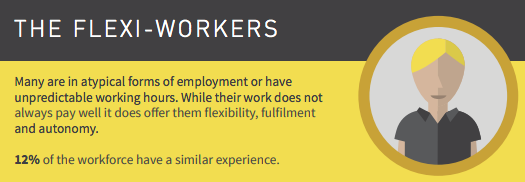 THE FLEXI-WORKERS
Many are in atypical forms of employment or have
unpredictable working hours. While their work does not
always pay well it does offer them flexibility, fulfilment
and autonomy.
12% of the workforce have a similar experience.